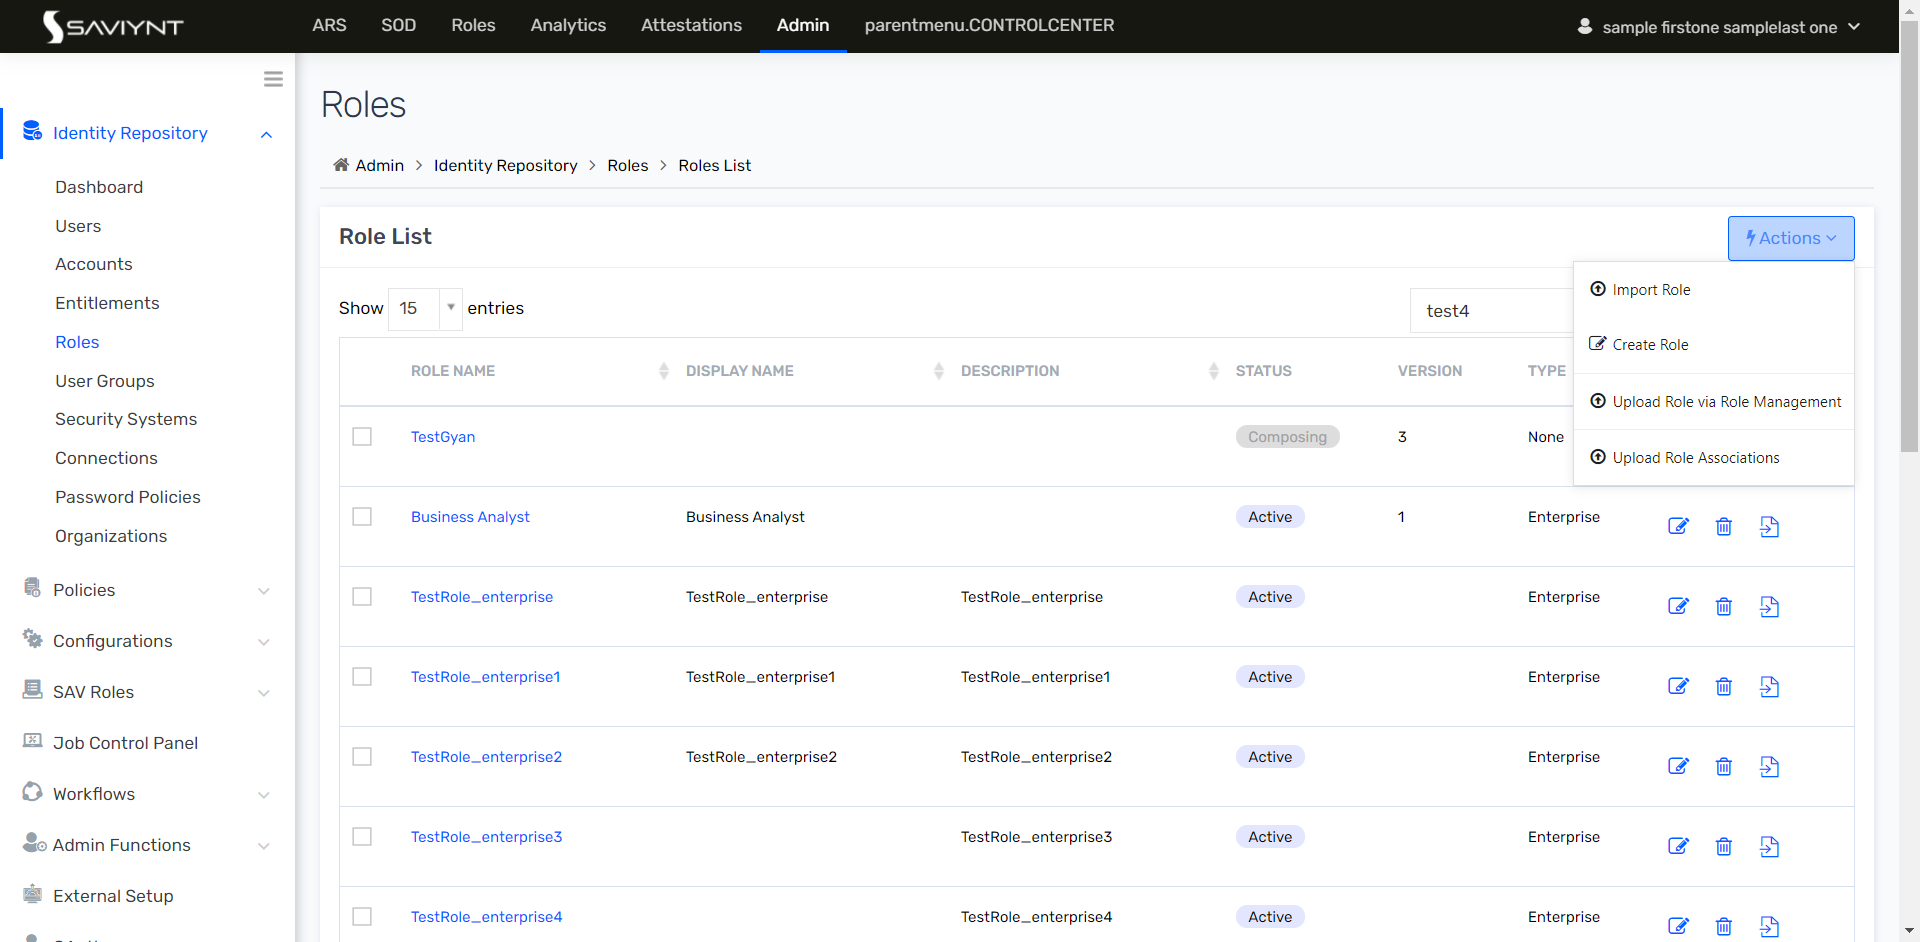 SAVIYNT
ARS SOD Roles Analytics Attestations Admin parentmenu.CONTROLCENTER
sample firstone samplelast one
Identity Repository
Dashboard
Users
Accounts
Entitlements
Roles
User Groups
Security Systems
Connections
Password Policies
Organizations
Policies
Configurations
SAV Roles
Job Control Panel
Workflows
Admin Functions
External Setup
Roles
Admin > Identity Repository > Roles > Roles List
Role List
Actions
Import Role
Create Role
Upload Role via Role Management
Upload Role Associations
Show 15 entries
test4
ROLE NAME DISPLAY NAME DESCRIPTION STATUS VERSION TYPE
TestGyan Composing 3 None
Business Analyst Business Analyst Active 1 Enterprise
TestRole_enterprise TestRole_enterprise TestRole_enterprise Active Enterprise
TestRole_enterprise1 TestRole_enterprise1 TestRole_enterprise1 Active Enterprise
TestRole_enterprise2 TestRole_enterprise2 TestRole_enterprise2 Active Enterprise
TestRole_enterprise3 TestRole_enterprise3 Active Enterprise
TestRole_enterprise4 TestRole_enterprise4 Active Enterprise